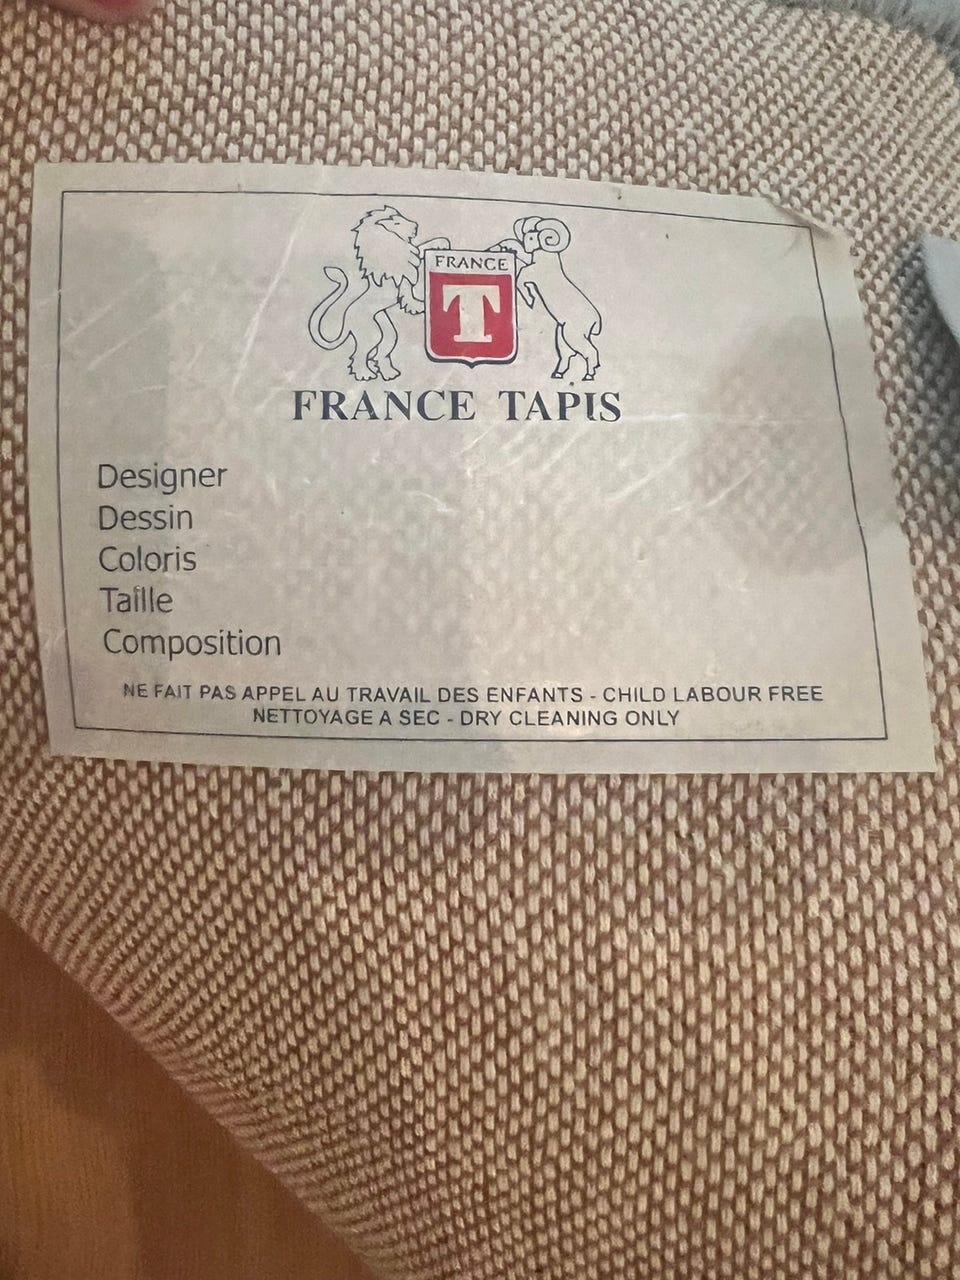 FRANCE
T
FRANCE TAPIS
Designer
Dessin
Coloris
Taille
Composition
NE FAIT PAS APPEL AU TRAVAIL DES ENFANTS - CHILD LABOUR FREE
NETTOYAGE A SEC - DRY CLEANING ONLY